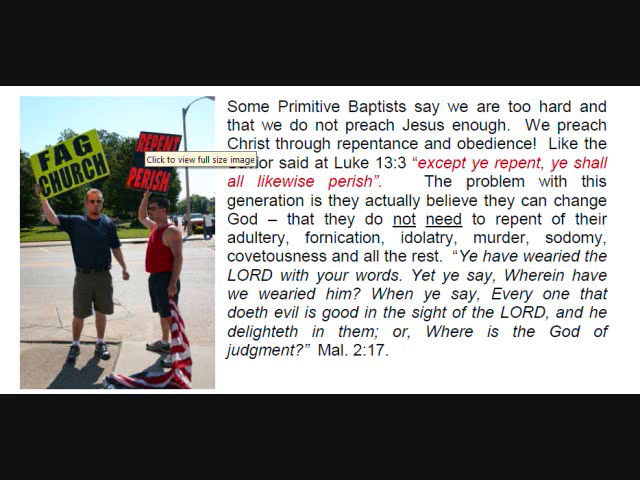 FAG
CHURCH
REPENT
PERISH
Click to view full size image
Some Primitive Baptists say we are too hard and
that we do not preach Jesus enough. We preach
Christ through repentance and obedience! Like the
said at Luke 13:3 “except ye repent, ye shall
all likewise perish”. The problem with this
generation is they actually believe they can change
God – that they do not need to repent of their
adultery, fornication, idolatry, murder, sodomy,
covetousness and all the rest. “Ye have wearied the
LORD with your words. Yet ye say, Wherein have
we wearied him? When ye say, Every one that
doeth evil is good in the sight of the LORD, and he
delighteth in them; or, Where is the God of
judgment?” Mal. 2:17.